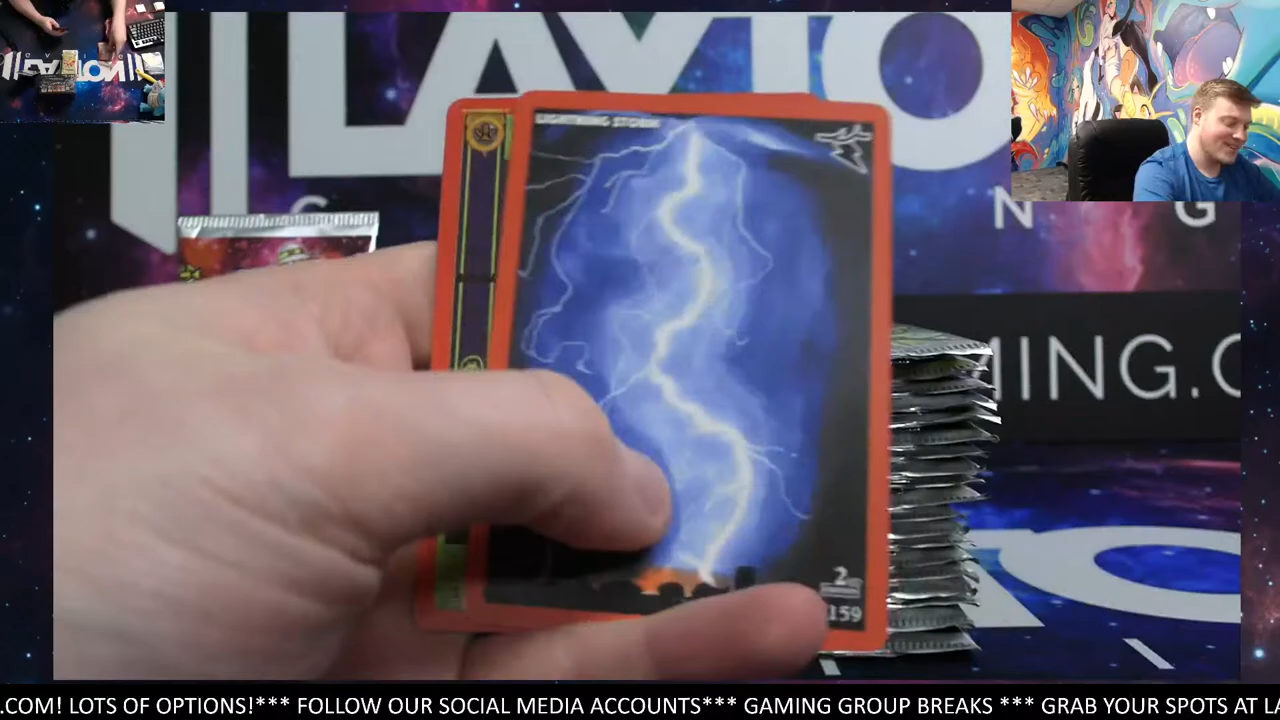 LAVIO
N G
LIGHTNING STORM
MING.C
2
159
.COM! LOTS OF OPTIONS!*** FOLLOW OUR SOCIAL MEDIA ACCOUNTS*** GAMING GROUP BREAKS *** GRAB YOUR SPOTS AT LA